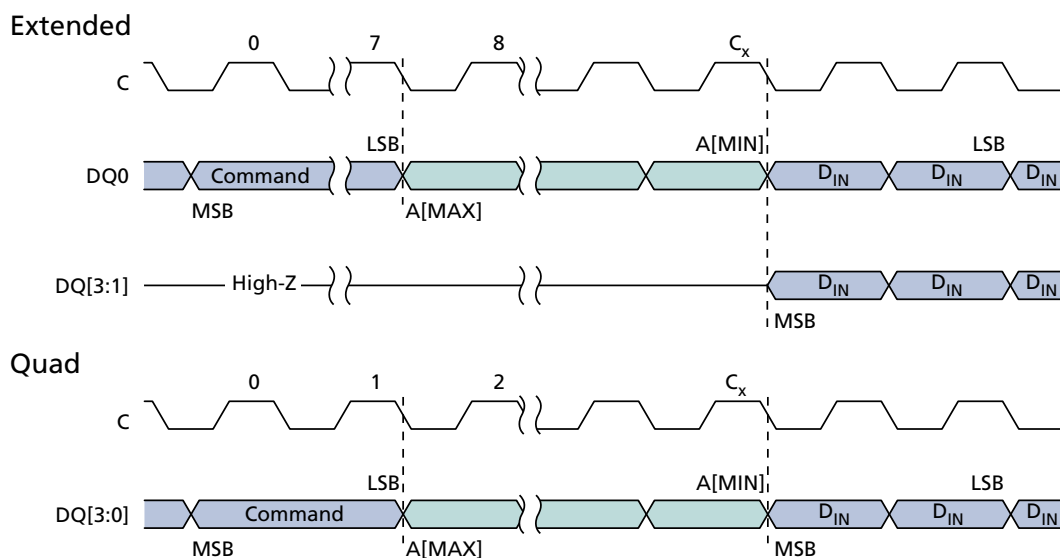 Extended
0 7 8 Cx
C
LSB A[MIN] LSB
DQ0 Command DIN DIN DIN
MSB A[MAX]
DQ[3:1] High-Z DIN DIN DIN
MSB
Quad
0 1 2 Cx
C
LSB A[MIN] LSB
DQ[3:0] Command DIN DIN DIN
MSB A[MAX] MSB